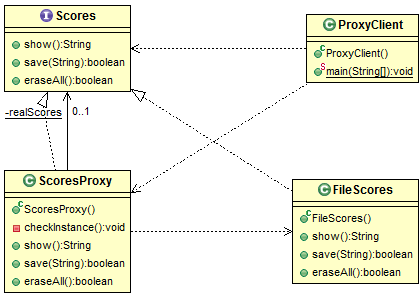 Scores
show():String
save(String):boolean
eraseAll():boolean
ProxyClient
ProxyClient()
main(String[]):void
-realScores
0..1
ScoresProxy
ScoresProxy()
checkInstance():void
show():String
save(String):boolean
eraseAll():boolean
FileScores
FileScores()
show():String
save(String):boolean
eraseAll():boolean